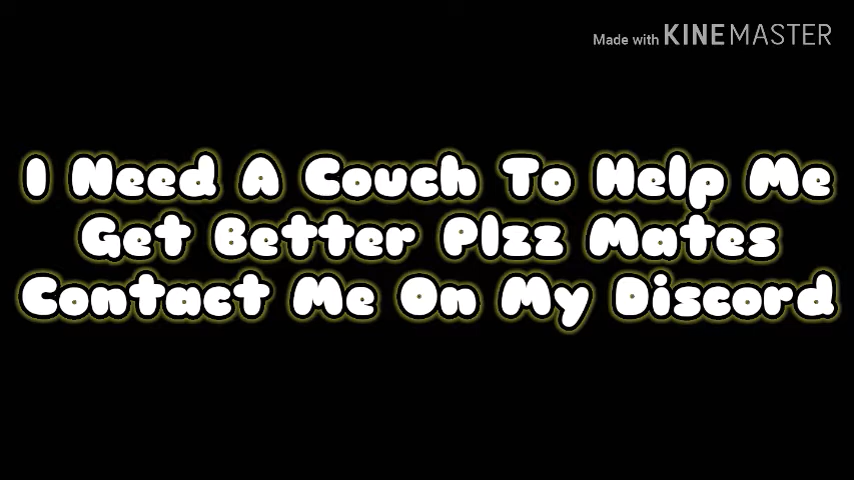 Made with KINEMASTER
I Need A Couch To Help Me
Get Better Plzz Mates
Contact Me On My Discord